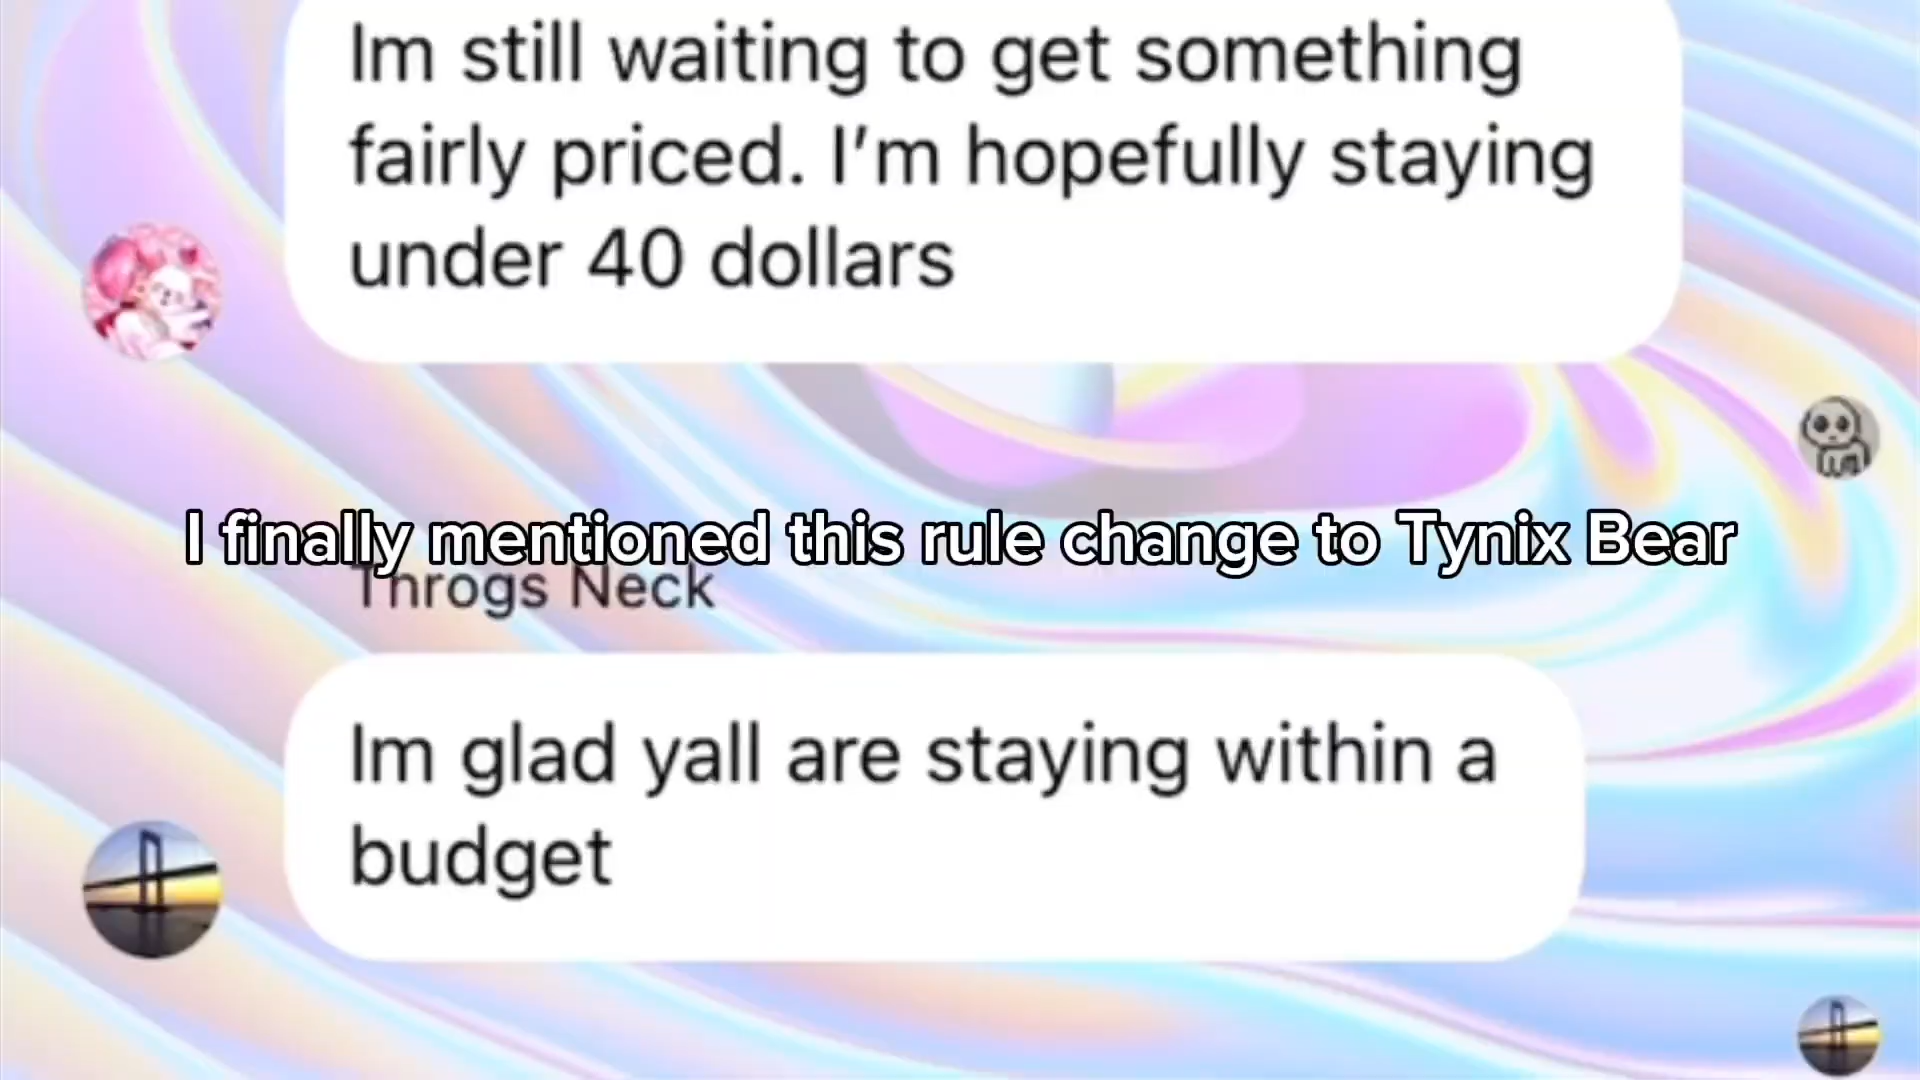 Im still waiting to get something
fairly priced. I'm hopefully staying
under 40 dollars
I finally mentioned this rule change to Tynix Bear
Throgs Neck
Im glad yall are staying within a
budget